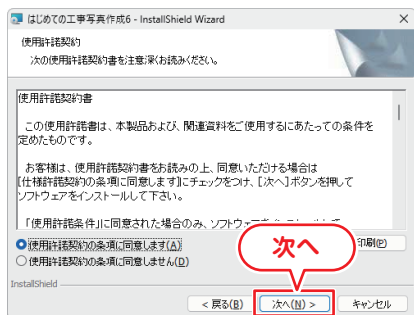 はじめての工事写真作成6 - InstallShield Wizard
使用許諾契約
次の使用許諾契約書を注意深くお読みください。
使用許諾契約書
この使用許諾書は、本製品および、関連資料をご使用するにあたっての条件を
定めたものです。
お客様は、使用許諾契約書をお読みの上、同意いただける場合は
[仕様許諾契約の条項に同意します]にチェックをつけ、[次へ]ボタンを押して
ソフトウェアをインストールして下さい。
「使用許諾条件」に同意された場合のみ、ソフトウェ
使用許諾契約の条項に同意します(A)
印刷(P)
次へ
使用許諾契約の条項に同意しません(D)
InstallShield
< 戻る(B)
次へ(N) >
キャンセル